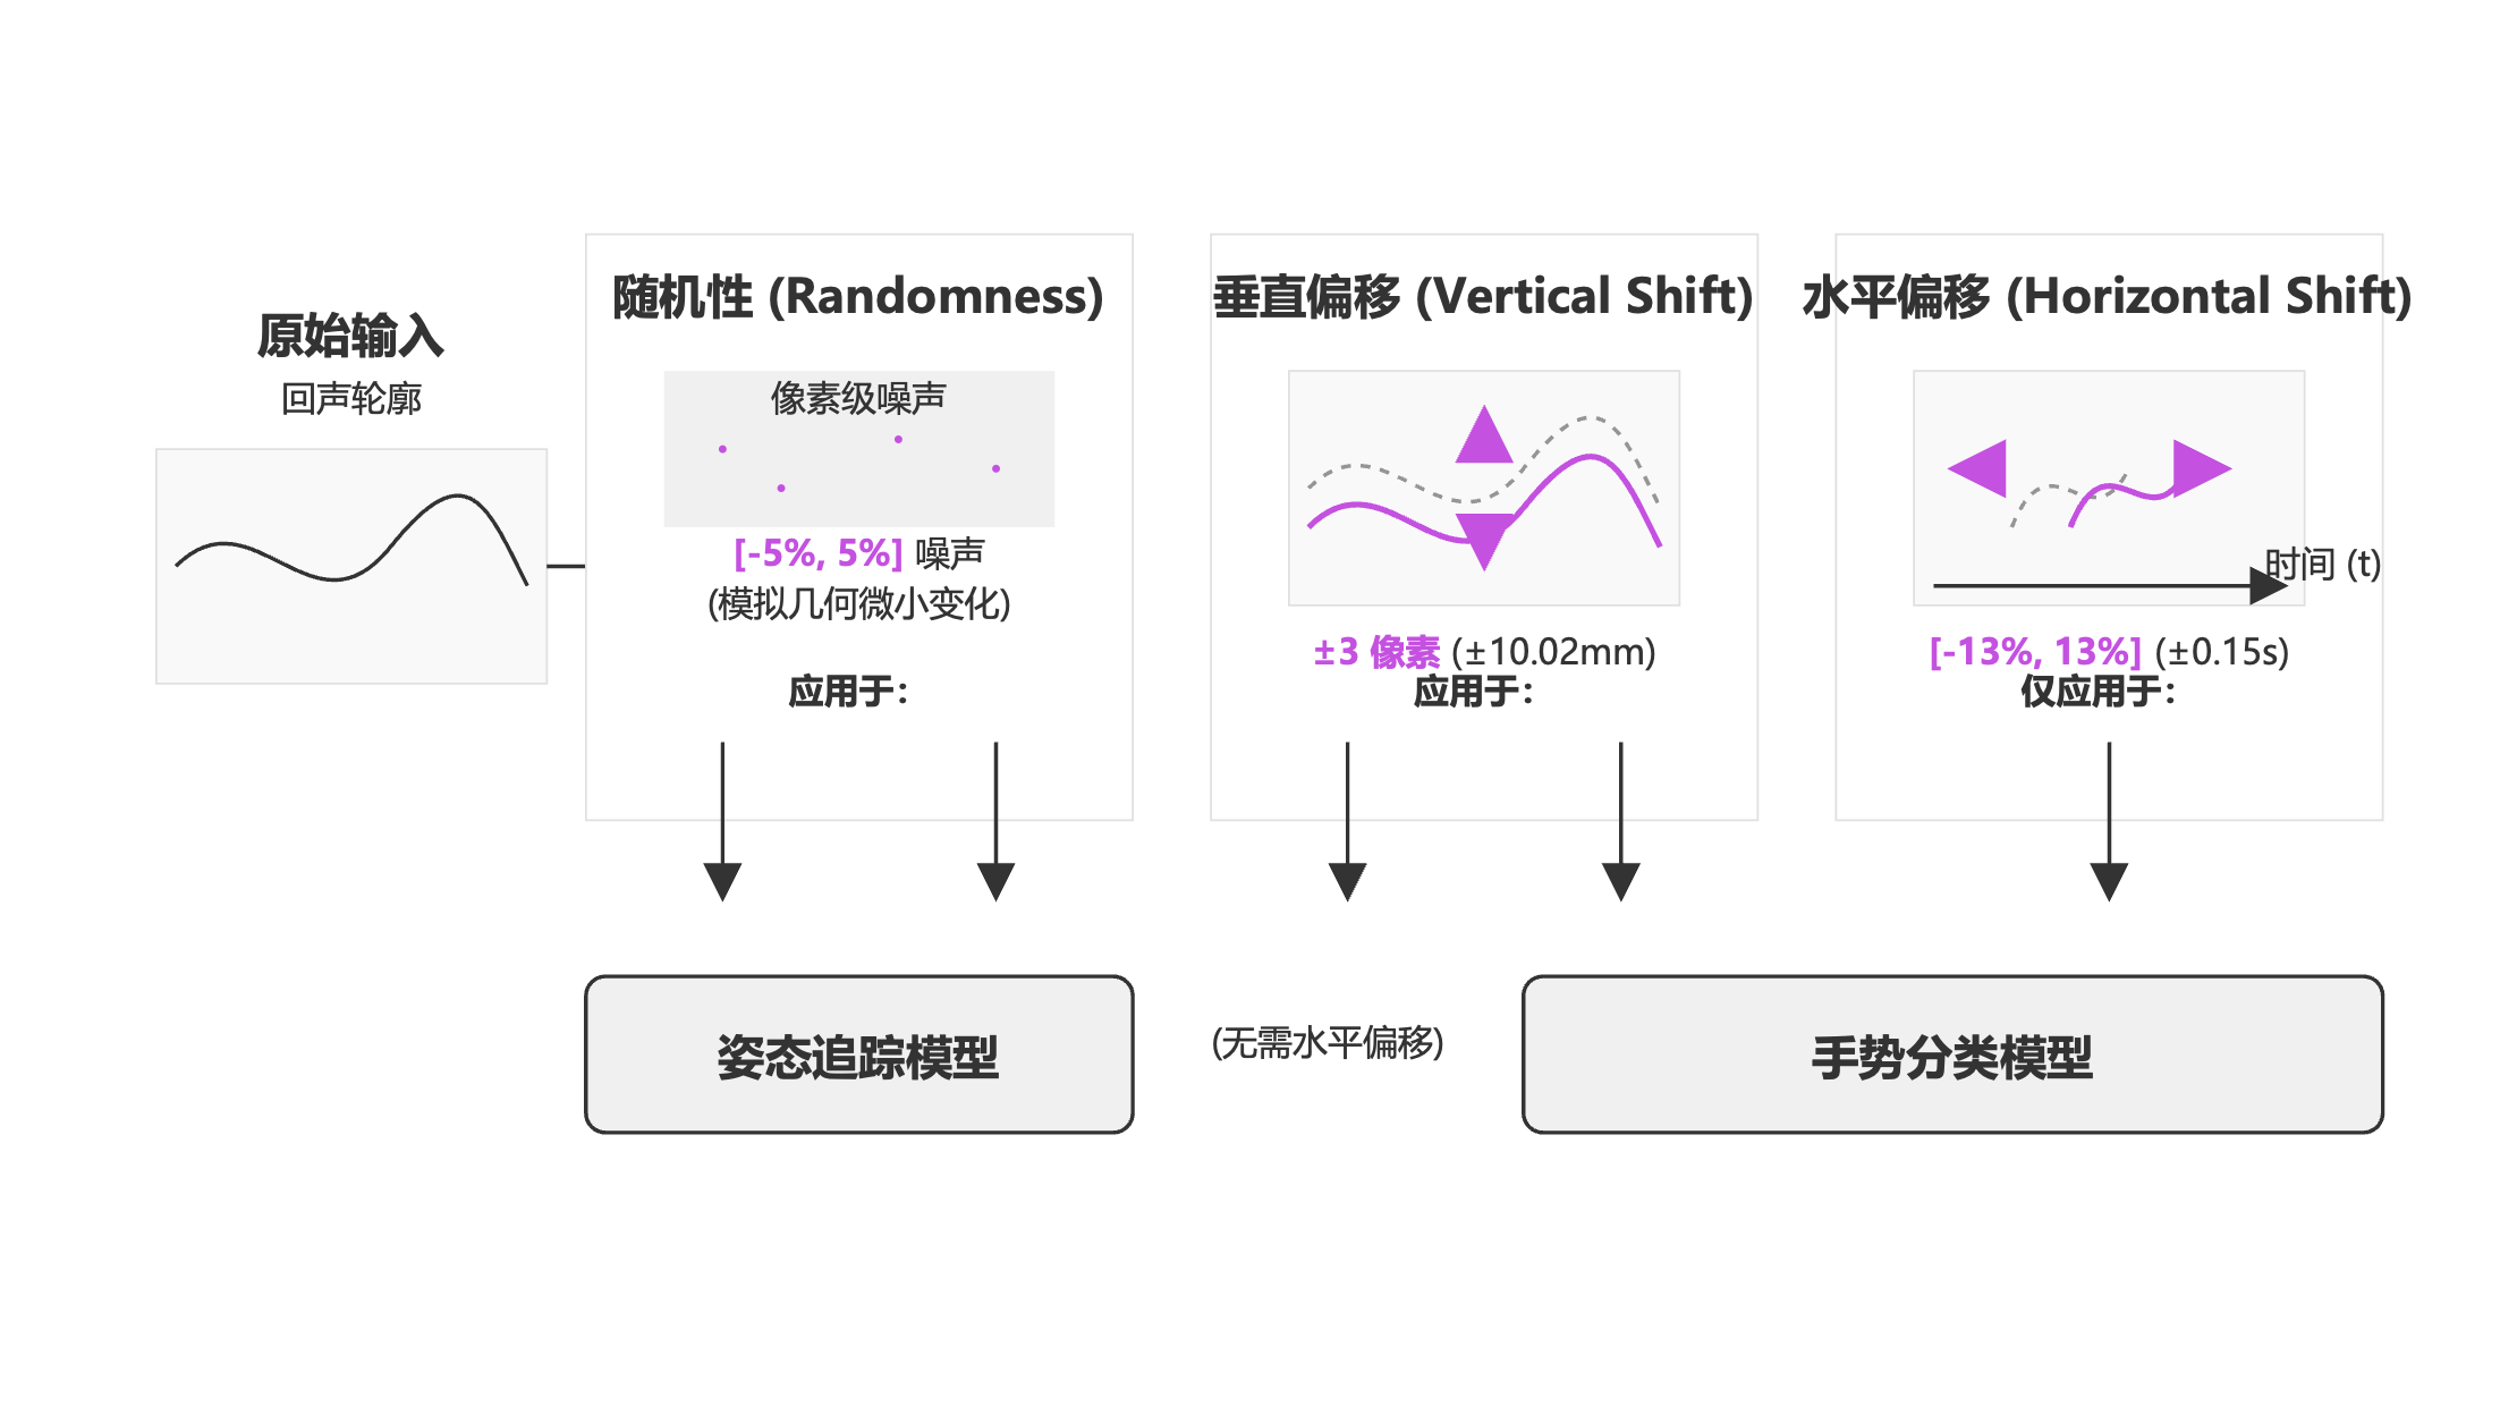 原始输入
回声轮廓
随机性 (Randomness)
像素级噪声
[-5%, 5%] 噪声
(模拟几何微小变化)
应用于：
垂直偏移 (Vertical Shift)
±3 像素 (±10.02mm)
应用于：
水平偏移 (Horizontal Shift)
时间 (t)
[-13%, 13%] (±0.15s)
仅应用于：
姿态追踪模型
(无需水平偏移)
手势分类模型